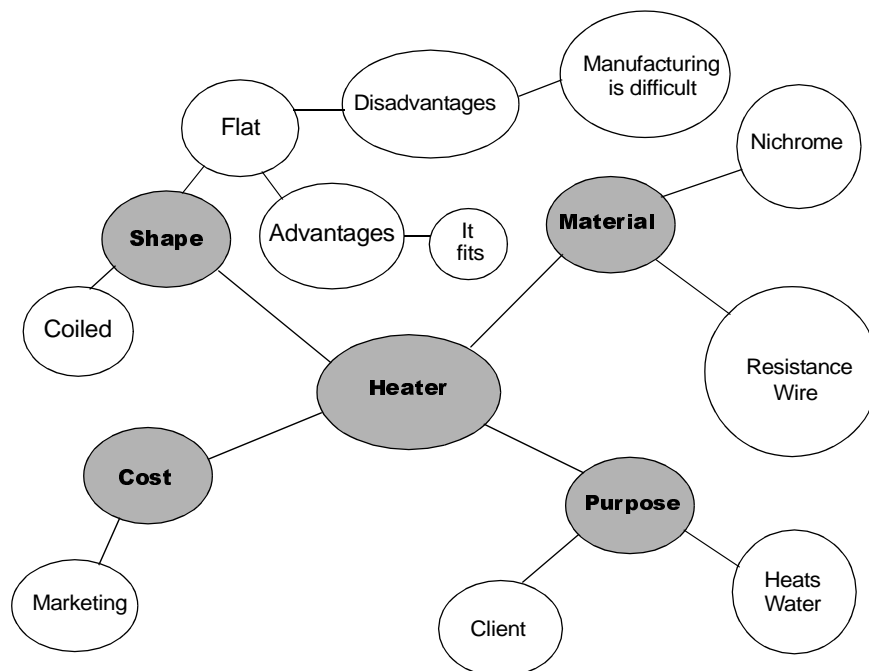 Manufacturing
is difficult
Disadvantages
Flat
Nichrome
Material
Advantages
It
fits
Shape
Coiled
Heater
Resistance
Wire
Cost
Purpose
Marketing
Client
Heats
Water